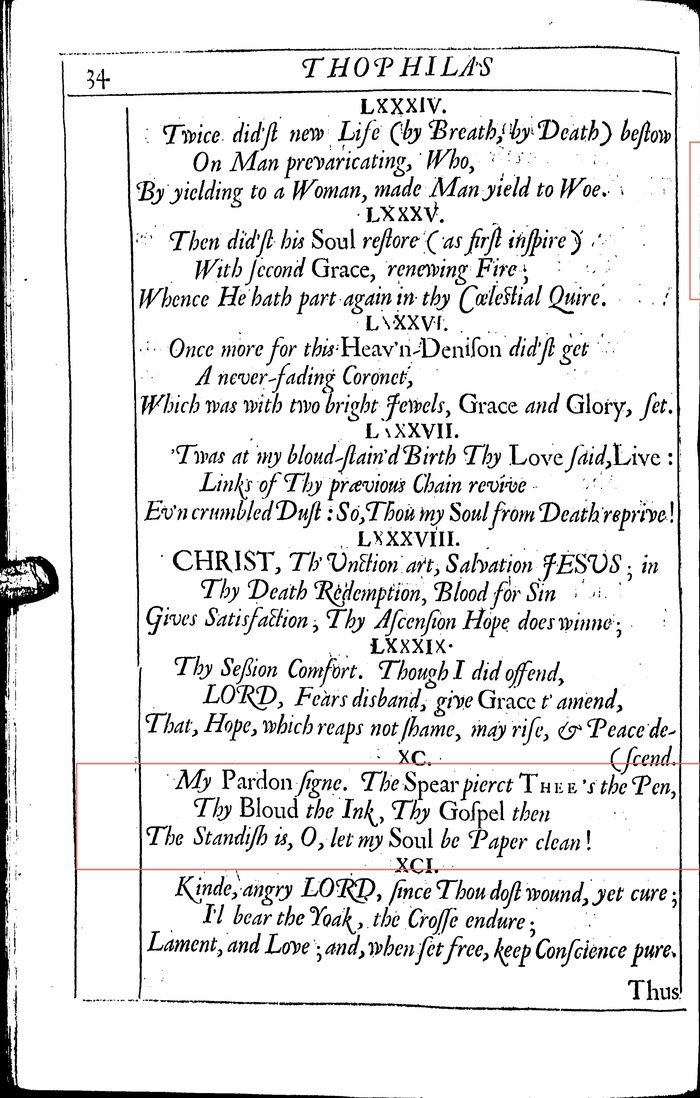 34 THOPHILA'S
LXXXIV.
Twice did'ſt new Life (by Breath, by Death) beſtow
On Man prevaricating, Who,
By yielding to a Woman, made Man yield to Woe.
LXXXV.
Then did'ſt his Soul reſtore (as firſt inſpire)
With ſecond Grace, renewing Fire;
Whence He hath part again in thy Cœleſtial Quire.
LXXXVI.
Once more for this Heav'n-Deniſon did'ſt get
A never-fading Coronet,
Which was with two bright Jewels, Grace and Glory, ſet.
LXXXVII.
'Twas at my bloud-ſtain'd Birth Thy Love ſaid, Live:
Links of Thy prævious Chain revive
Ev'n crumbled Duſt: So, Thou my Soul from Death reprive!
LXXXVIII.
CHRIST, Th' Unction art, Salvation JESUS; in
Thy Death Redemption, Blood for Sin
Gives Satisfaction; Thy Aſcenſion Hope does winne;
LXXXIX.
Thy Seſſion Comfort. Though I did offend,
LORD, Fears disband, give Grace t' amend,
That, Hope, which reaps not ſhame, may riſe, & Peace de-
XC. (ſcend.
My Pardon ſigne. The Spear pierct THEE's the Pen,
Thy Bloud the Ink, Thy Goſpel then
The Standiſh is, O, let my Soul be Paper clean!
XCI.
Kinde, angry LORD, ſince Thou doſt wound, yet cure;
I'l bear the Yoak, the Croſſe endure;
Lament, and Love; and, when ſet free, keep Conſcience pure.
Thus